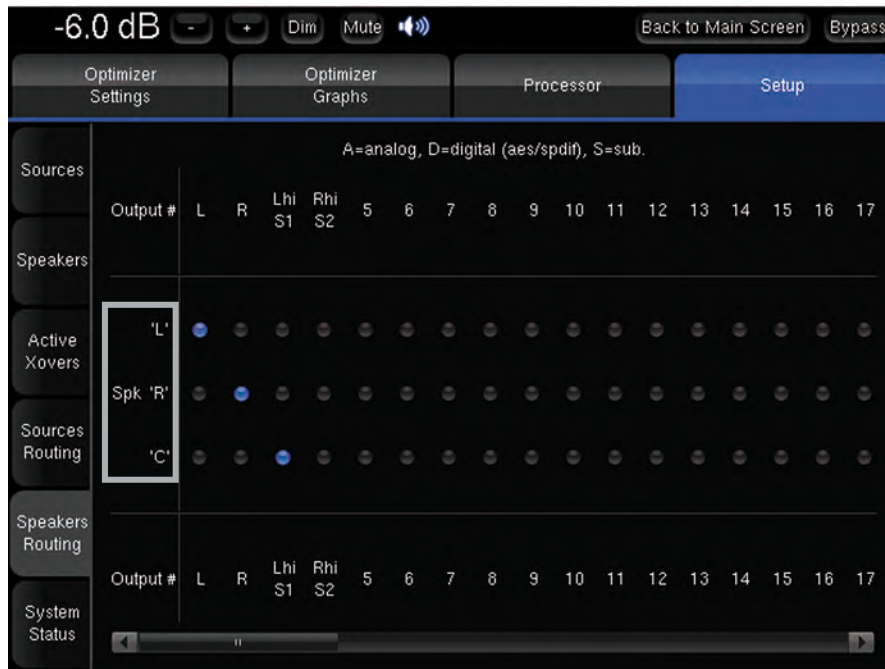 -6.0 dB - + Dim Mute Back to Main Screen Bypass
Optimizer
Settings
Optimizer
Graphs
Processor
Setup
Sources
Speakers
Active
Xovers
Sources
Routing
Speakers
Routing
System
Status
A=analog, D=digital (aes/spdif), S=sub.
Output # L R Lhi S1 Rhi S2 5 6 7 8 9 10 11 12 13 14 15 16 17
'L'
Spk 'R'
'C'
Output # L R Lhi S1 Rhi S2 5 6 7 8 9 10 11 12 13 14 15 16 17